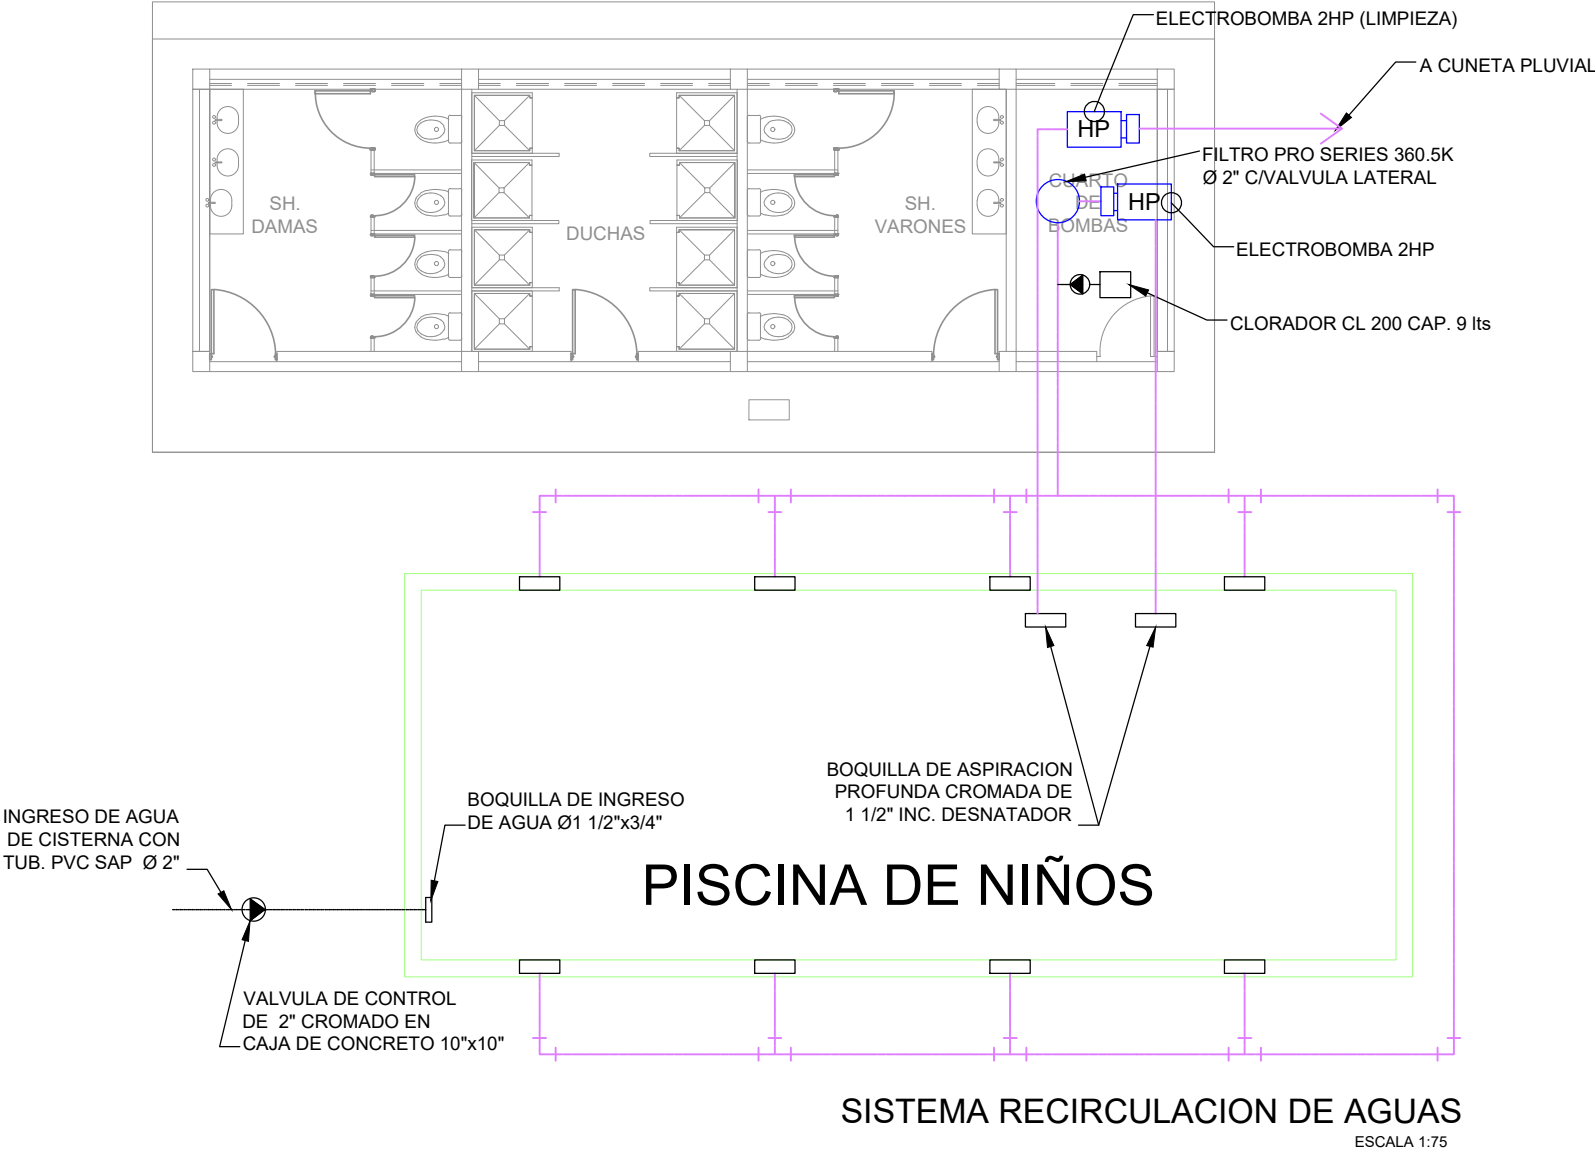 ELECTROBOMBA 2HP (LIMPIEZA)
A CUNETA PLUVIAL
HP
FILTRO PRO SERIES 360.5K
Ø 2" C/VALVULA LATERAL
CUARTO
DE
BOMBAS
HP
SH.
DAMAS
DUCHAS
SH.
VARONES
ELECTROBOMBA 2HP
CLORADOR CL 200 CAP. 9 lts
BOQUILLA DE ASPIRACION
PROFUNDA CROMADA DE
1 1/2" INC. DESNATADOR
BOQUILLA DE INGRESO
DE AGUA Ø1 1/2"x3/4"
INGRESO DE AGUA
DE CISTERNA CON
TUB. PVC SAP Ø 2"
PISCINA DE NIÑOS
VALVULA DE CONTROL
DE 2" CROMADO EN
CAJA DE CONCRETO 10"x10"
SISTEMA RECIRCULACION DE AGUAS
ESCALA 1:75